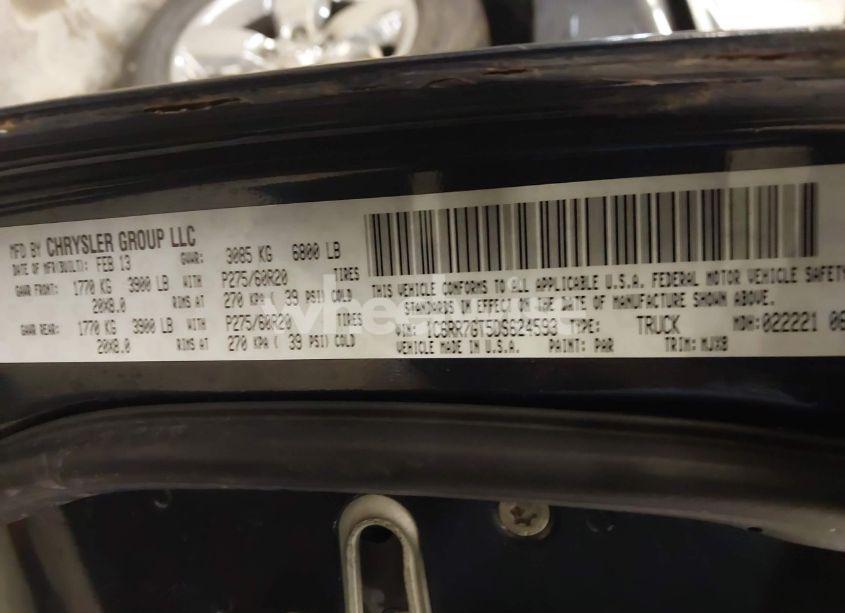 MFD BY CHRYSLER GROUP LLC
DATE OF MFR(BUILT): FEB 13 GVWR: 3085 KG 6800 LB
GAWR FRONT: 1770 KG 3900 LB WITH P275/60R20 TIRES
20X8.0 RIMS AT 270 KPA ( 39 PSI) COLD
GAWR REAR: 1770 KG 3900 LB WITH P275/60R20 TIRES
20X8.0 RIMS AT 270 KPA ( 39 PSI) COLD
THIS VEHICLE CONFORMS TO ALL APPLICABLE U.S.A. FEDERAL MOTOR VEHICLE SAFETY
STANDARDS IN EFFECT ON THE DATE OF MANUFACTURE SHOWN ABOVE.
VIN: 1C6RR7GT5DS624593 TYPE: TRUCK MDH: 022221 06
VEHICLE MADE IN U.S.A. PAINT: PAR TRIM: MJX8